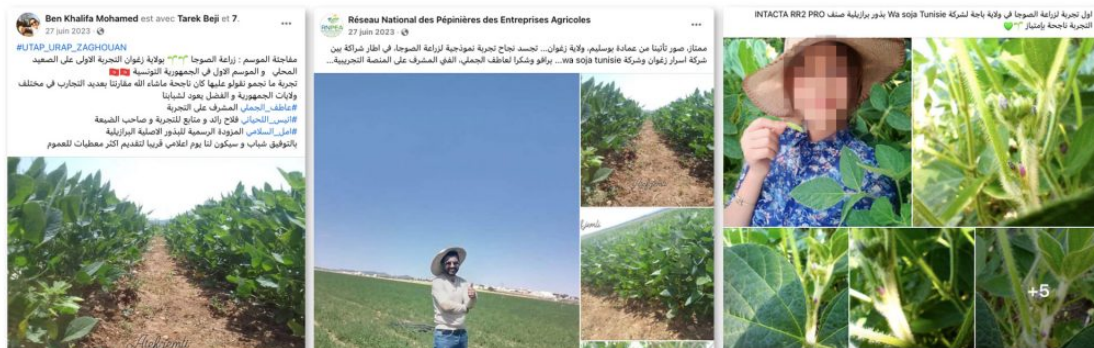 Ben Khalifa Mohamed est avec Tarek Beji et 7.
27 juin 2023
#UTAP_URAP_ZAGHOUAN
مفاجئة الموسم : زراعة الصوجا بولاية زغوان التجربة الاولى على الصعيد
المحلي و الموسم الاول في الجمهورية التونسية
تجربة ما نجمو نقولو عليها كان ناجحة ماشاء الله مقارنتا بعديد التجارب في مختلف
ولايات الجمهورية و الفضل يعود لشبابنا
#عاطف_الجملي المشرف على التجربة
#انيس_اللحياني فلاح رائد و متابع للتجربة و صاحب الضيعة
#امل_السلامي المزودة الرسمية للبذور الاصلية البرازيلية
بالتوفيق شباب و سيكون لنا يوم اعلامي قريبا لتقديم اكثر معطيات للعموم
Réseau National des Pépinières des Entreprises Agricoles
RNPEA
27 juin 2023
ممتاز، صور تأتينا من عمادة بوسليم، ولاية زغوان... تجسد نجاح تجربة نموذجية لزراعة الصوجا، في اطار شراكة بين
شركة اسرار زغوان وشركة wa soja tunisie... برافو وشكرا لعاطف الجملي، الفني المشرف على المنصة التجريبية...
اول تجربة لزراعة الصوجا في ولاية باجة لشركة Wa soja Tunisie بذور برازيلية صنف INTACTA RR2 PRO
التجربة ناجحة بإمتياز
+5